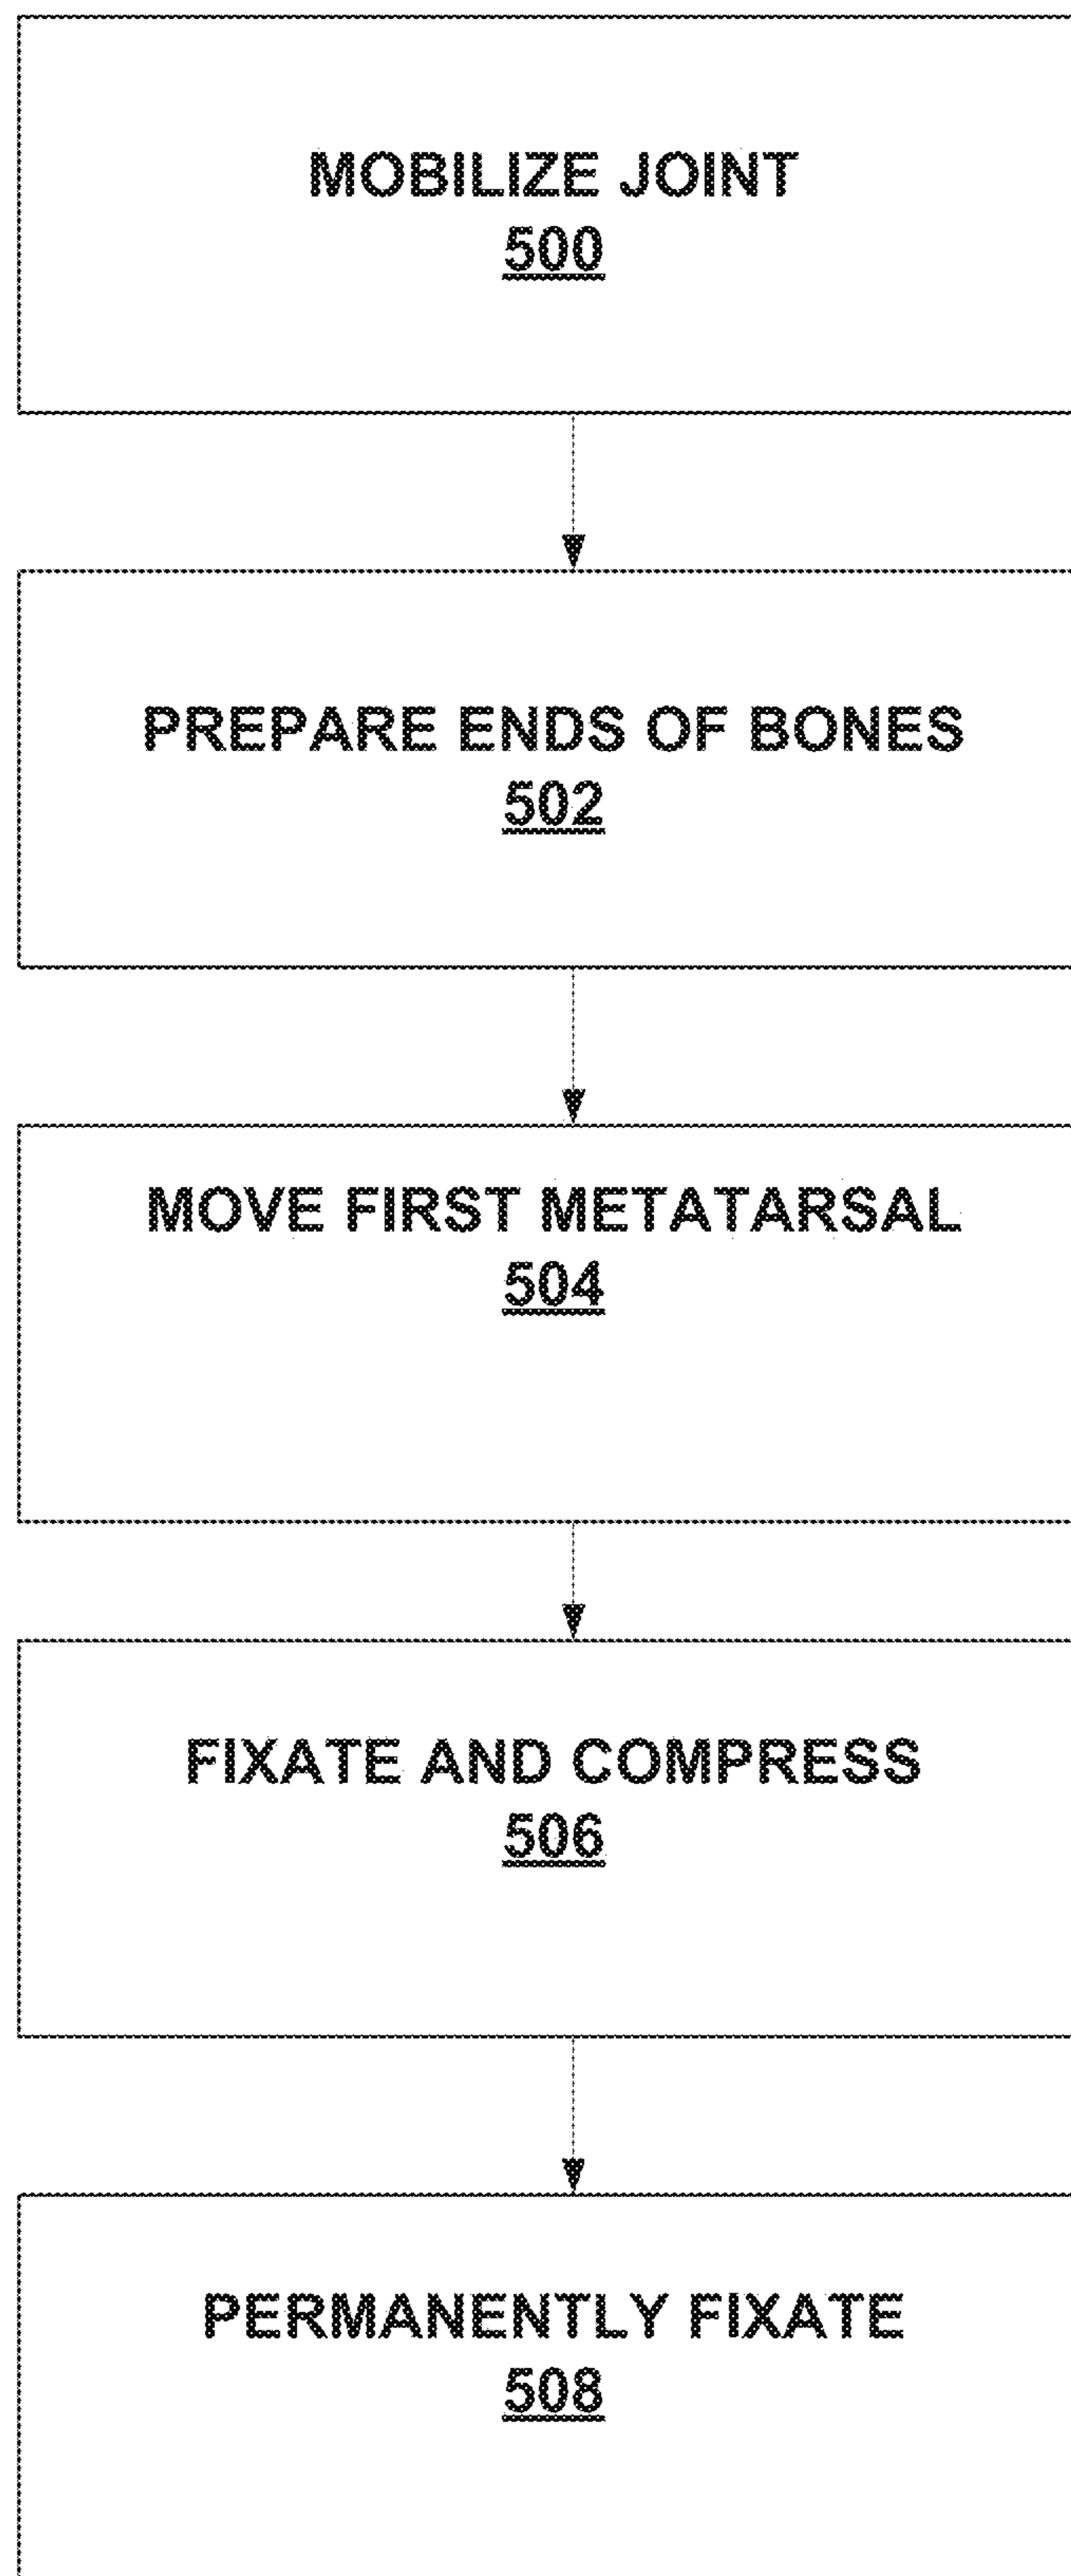 MOBILIZE JOINT
500
PREPARE ENDS OF BONES
502
MOVE FIRST METATARSAL
504
FIXATE AND COMPRESS
506
PERMANENTLY FIXATE
508